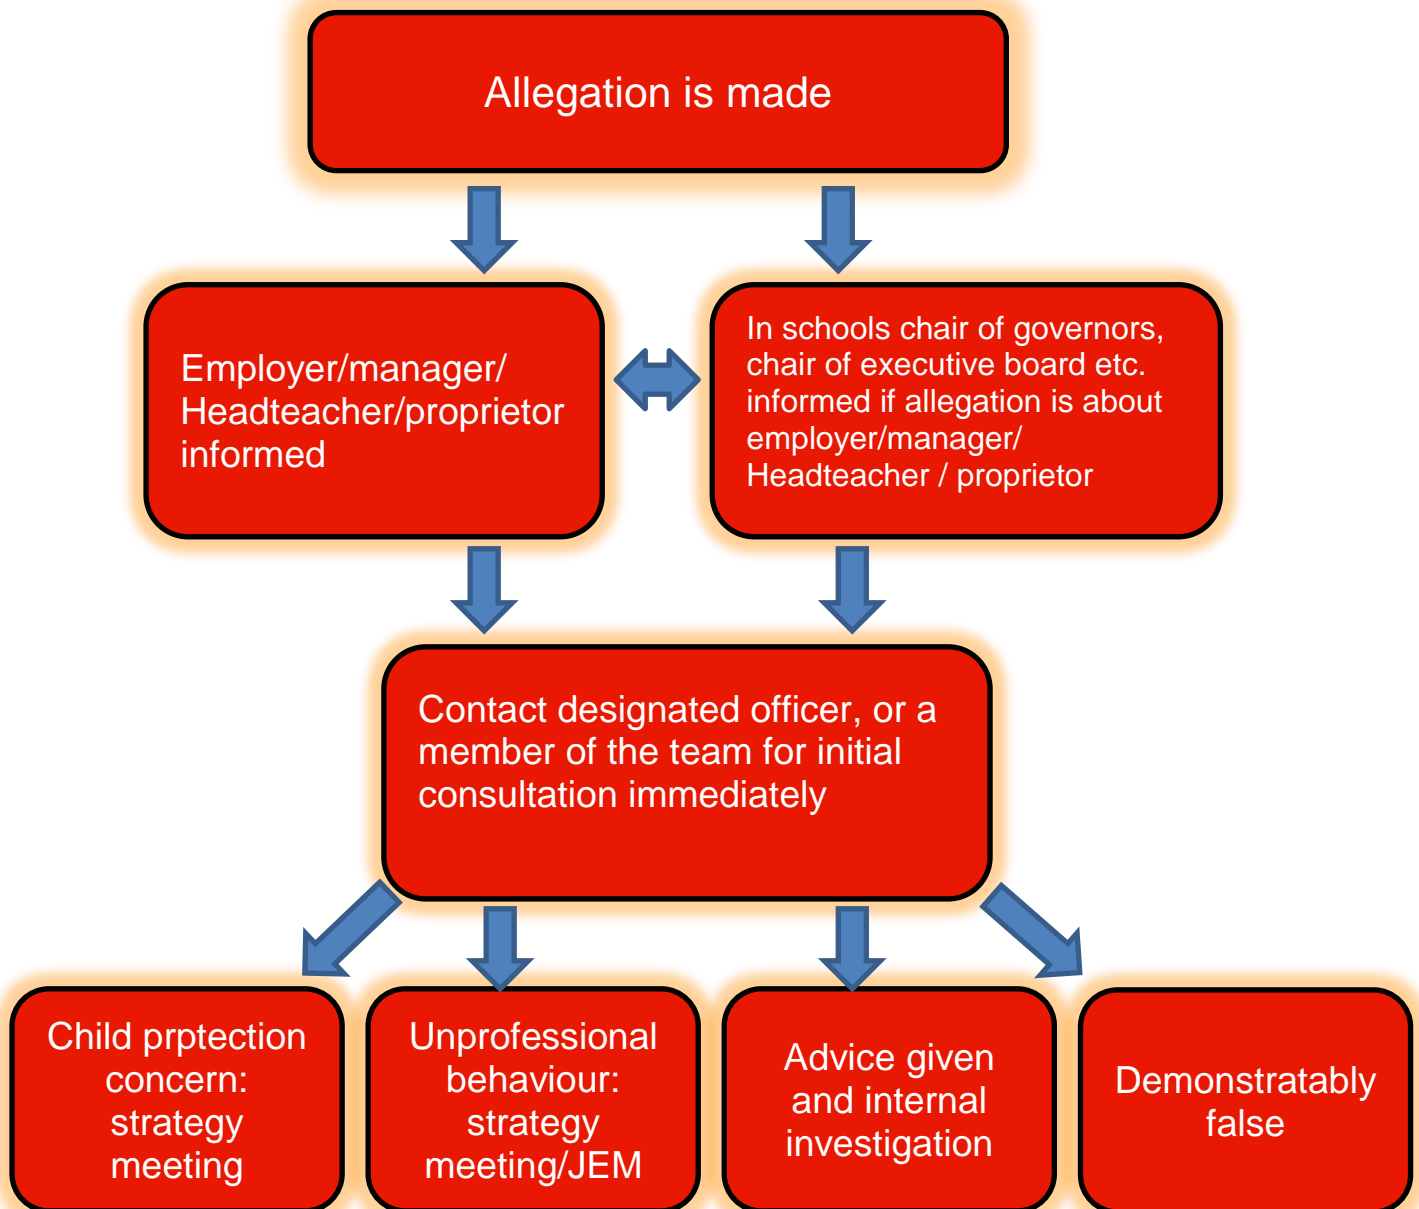 Allegation is made
Employer/manager/
Headteacher/proprietor
informed
In schools chair of governors,
chair of executive board etc.
informed if allegation is about
employer/manager/
Headteacher / proprietor
Contact designated officer, or a
member of the team for initial
consultation immediately
Child prptection
concern:
strategy
meeting
Unprofessional
behaviour:
strategy
meeting/JEM
Advice given
and internal
investigation
Demonstratably
false